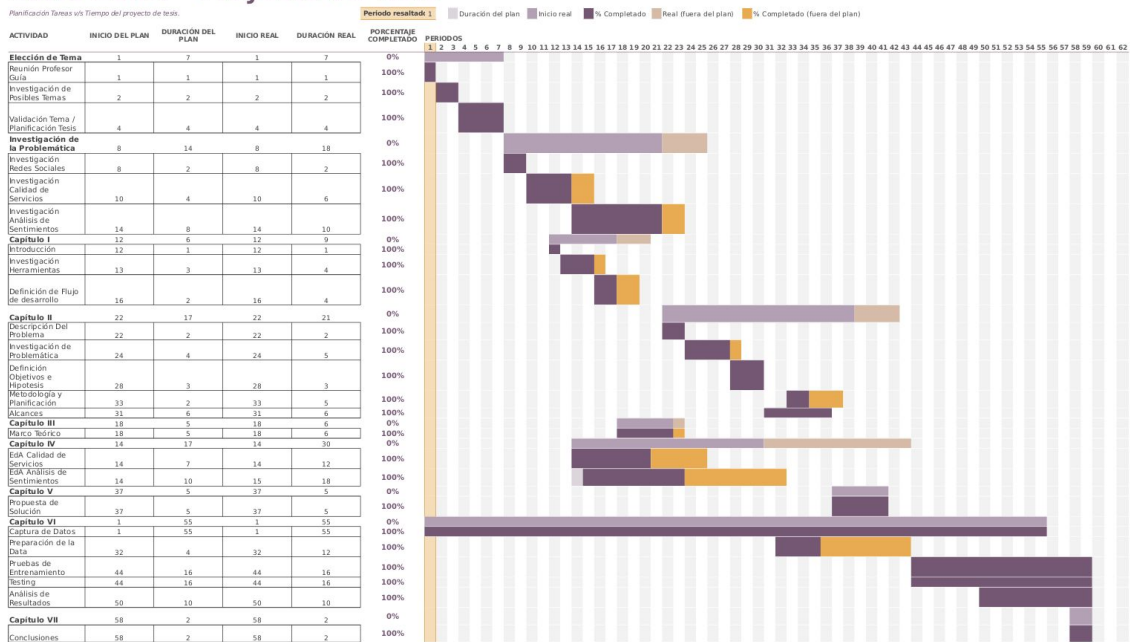 Planificación Tareas v/s Tiempo del proyecto de tesis.
Periodo resaltado 1 Duración del plan Inicio real % Completado Real (fuera del plan) % Completado (fuera del plan)
ACTIVIDAD INICIO DEL PLAN DURACIÓN DEL PLAN INICIO REAL DURACIÓN REAL PORCENTAJE COMPLETADO PERIODOS
1 2 3 4 5 6 7 8 9 10 11 12 13 14 15 16 17 18 19 20 21 22 23 24 25 26 27 28 29 30 31 32 33 34 35 36 37 38 39 40 41 42 43 44 45 46 47 48 49 50 51 52 53 54 55 56 57 58 59 60 61 62
Elección de Tema 1 7 1 7 0%
Reunión Profesor Guía 1 1 1 1 100%
Investigación de Posibles Temas 2 2 2 2 100%
Validación Tema / Planificación Tesis 4 4 4 4 100%
Investigación de la Problemática 8 14 8 18 0%
Investigación Redes Sociales 8 2 8 2 100%
Investigación Calidad de Servicios 10 4 10 6 100%
Investigación Análisis de Sentimientos 14 8 14 10 100%
Capítulo I 12 6 12 9 0%
Introducción 12 1 12 1 100%
Investigación Herramientas 13 3 13 4 100%
Definición de Flujo de desarrollo 16 2 16 4 100%
Capítulo II 22 17 22 21 0%
Descripción Del Problema 22 2 22 2 100%
Investigación de Problemática 24 4 24 5 100%
Definición Objetivos e Hipotesis 28 3 28 3 100%
Metodología y Planificación 33 2 33 5 100%
Alcances 31 6 31 6 100%
Capítulo III 18 5 18 6 0%
Marco Teórico 18 5 18 6 100%
Capítulo IV 14 17 14 30 0%
EdA Calidad de Servicios 14 7 14 12 100%
EdA Análisis de Sentimientos 14 10 15 18 100%
Capítulo V 37 5 37 5 0%
Propuesta de Solución 37 5 37 5 100%
Capítulo VI 1 55 1 55 0%
Captura de Datos 1 55 1 55 100%
Preparación de la Data 32 4 32 12 100%
Pruebas de Entrenamiento 44 16 44 16 100%
Testing 44 16 44 16 100%
Análisis de Resultados 50 10 50 10 100%
Capítulo VII 58 2 58 2 0%
Conclusiones 58 2 58 2 100%